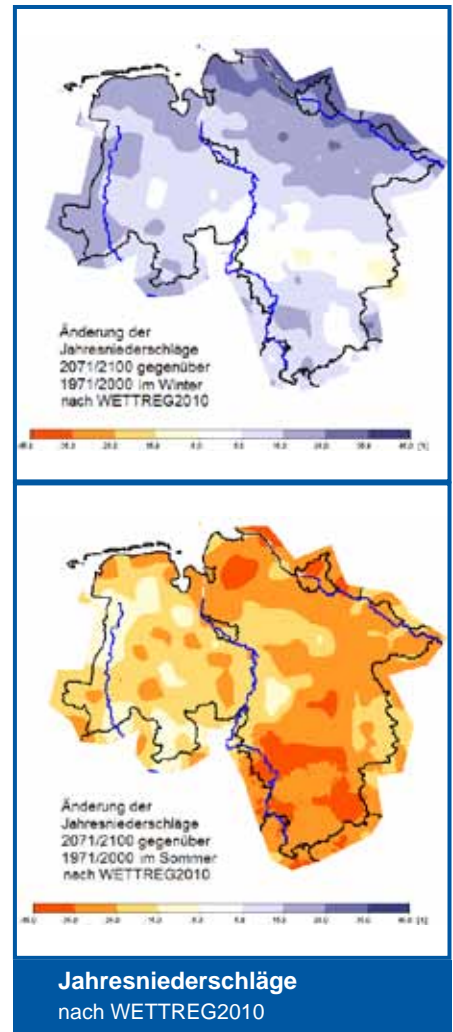 Änderung der
Jahresniederschläge
2071/2100 gegenüber
1971/2000 im Winter
nach WETTREG2010
Änderung der
Jahresniederschläge
2071/2100 gegenüber
1971/2000 im Sommer
nach WETTREG2010
Jahresniederschläge
nach WETTREG2010